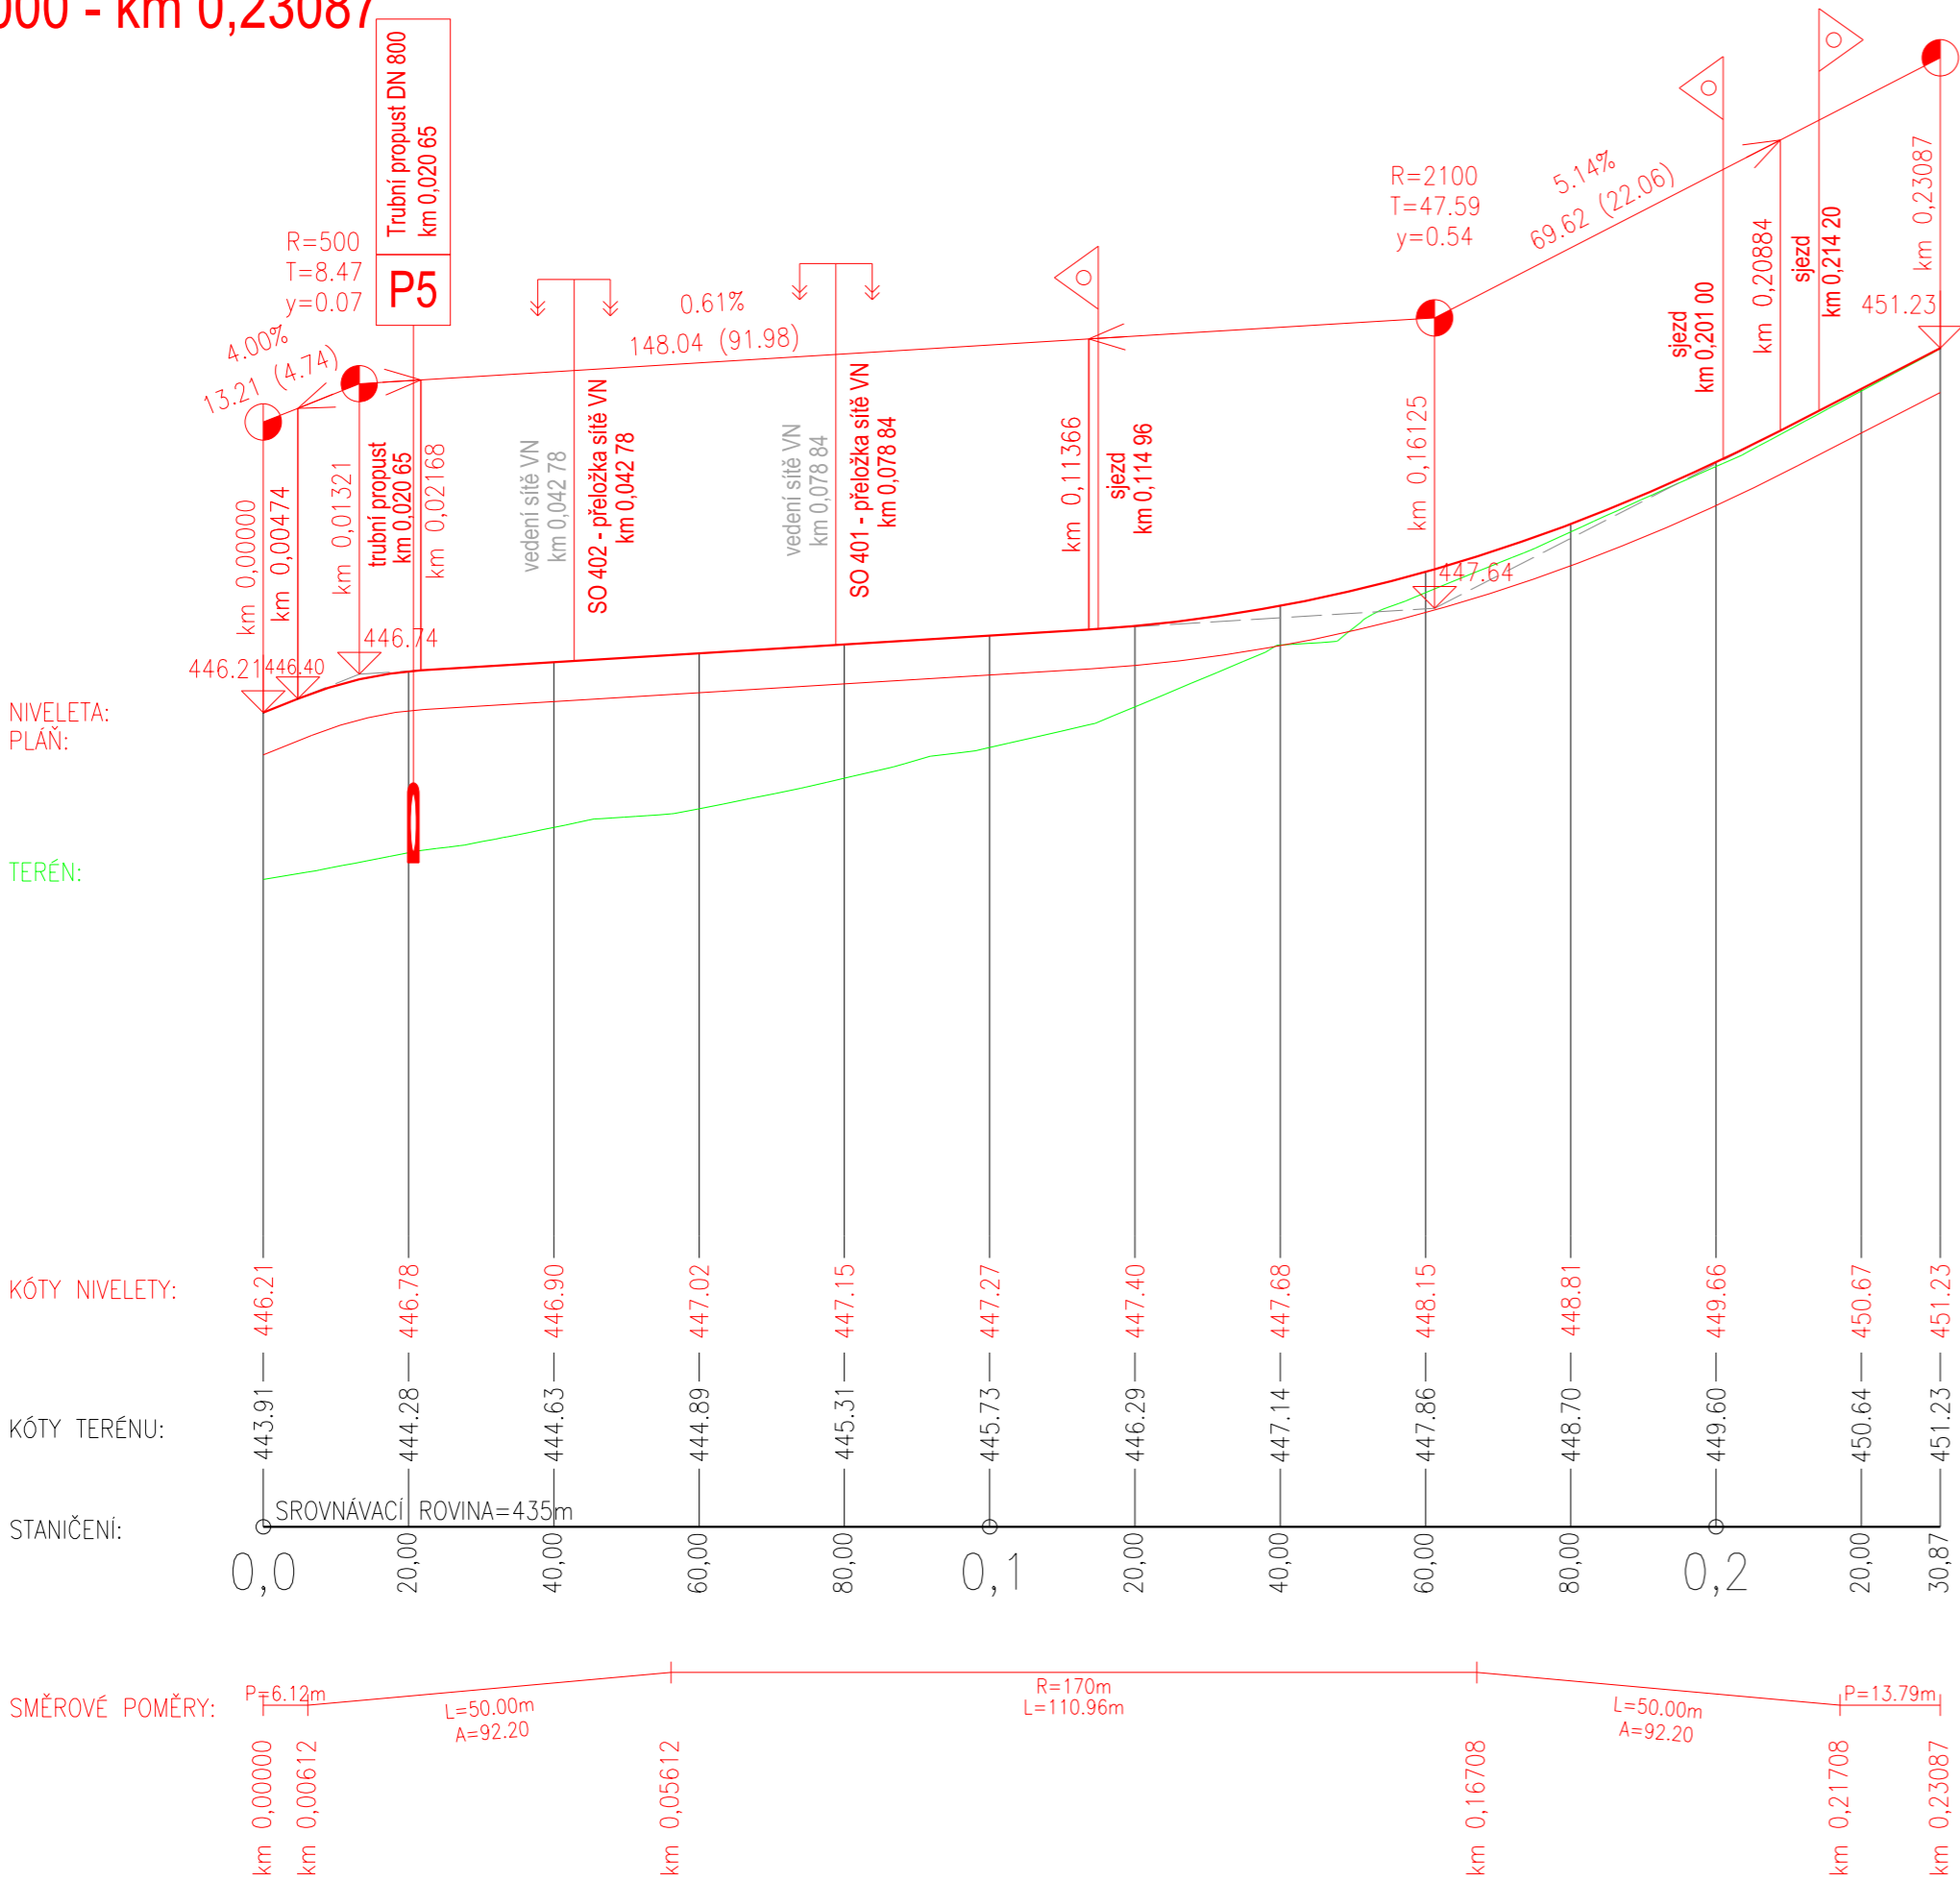 000 - km 0,23087
Trubní propust DN 800
km 0,020 65
P5
R=500
T=8.47
y=0.07
4.00%
13.21 (4.74)
0.61%
148.04 (91.98)
R=2100
T=47.59
y=0.54
5.14%
69.62 (22.06)
km 0,00000
km 0,00474
km 0,01321
trubní propust
km 0,020 65
km 0,02168
vedení sítě VN
km 0,042 78
SO 402 - přeložka sítě VN
km 0,042 78
vedení sítě VN
km 0,078 84
SO 401 - přeložka sítě VN
km 0,078 84
km 0,11366
sjezd
km 0,114 96
km 0,16125
sjezd
km 0,201 00
km 0,20884
sjezd
km 0,214 20
km 0,23087
446.21
446.40
446.74
447.64
451.23
NIVELETA:
PLÁŇ:
TERÉN:
KÓTY NIVELETY:
446.21
446.78
446.90
447.02
447.15
447.27
447.40
447.68
448.15
448.81
449.66
450.67
451.23
KÓTY TERÉNU:
443.91
444.28
444.63
444.89
445.31
445.73
446.29
447.14
447.86
448.70
449.60
450.64
451.23
SROVNÁVACÍ ROVINA=435m
STANIČENÍ:
0,0
20,00
40,00
60,00
80,00
0,1
20,00
40,00
60,00
80,00
0,2
20,00
30,87
SMĚROVÉ POMĚRY:
P=6.12m
L=50.00m
A=92.20
R=170m
L=110.96m
L=50.00m
A=92.20
P=13.79m
km 0,00000
km 0,00612
km 0,05612
km 0,16708
km 0,21708
km 0,23087